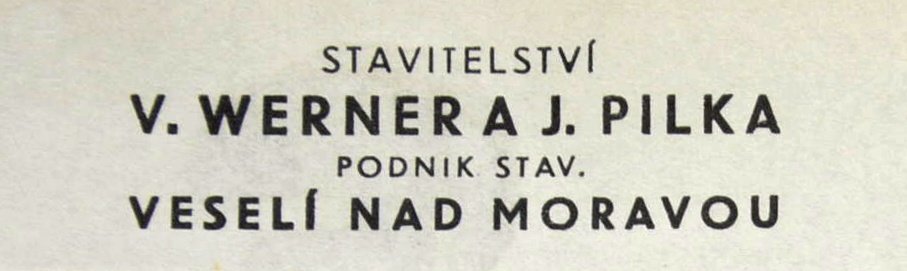 STAVITELSTVÍ
V. WERNER A J. PILKA
PODNIK STAV.
VESELÍ NAD MORAVOU